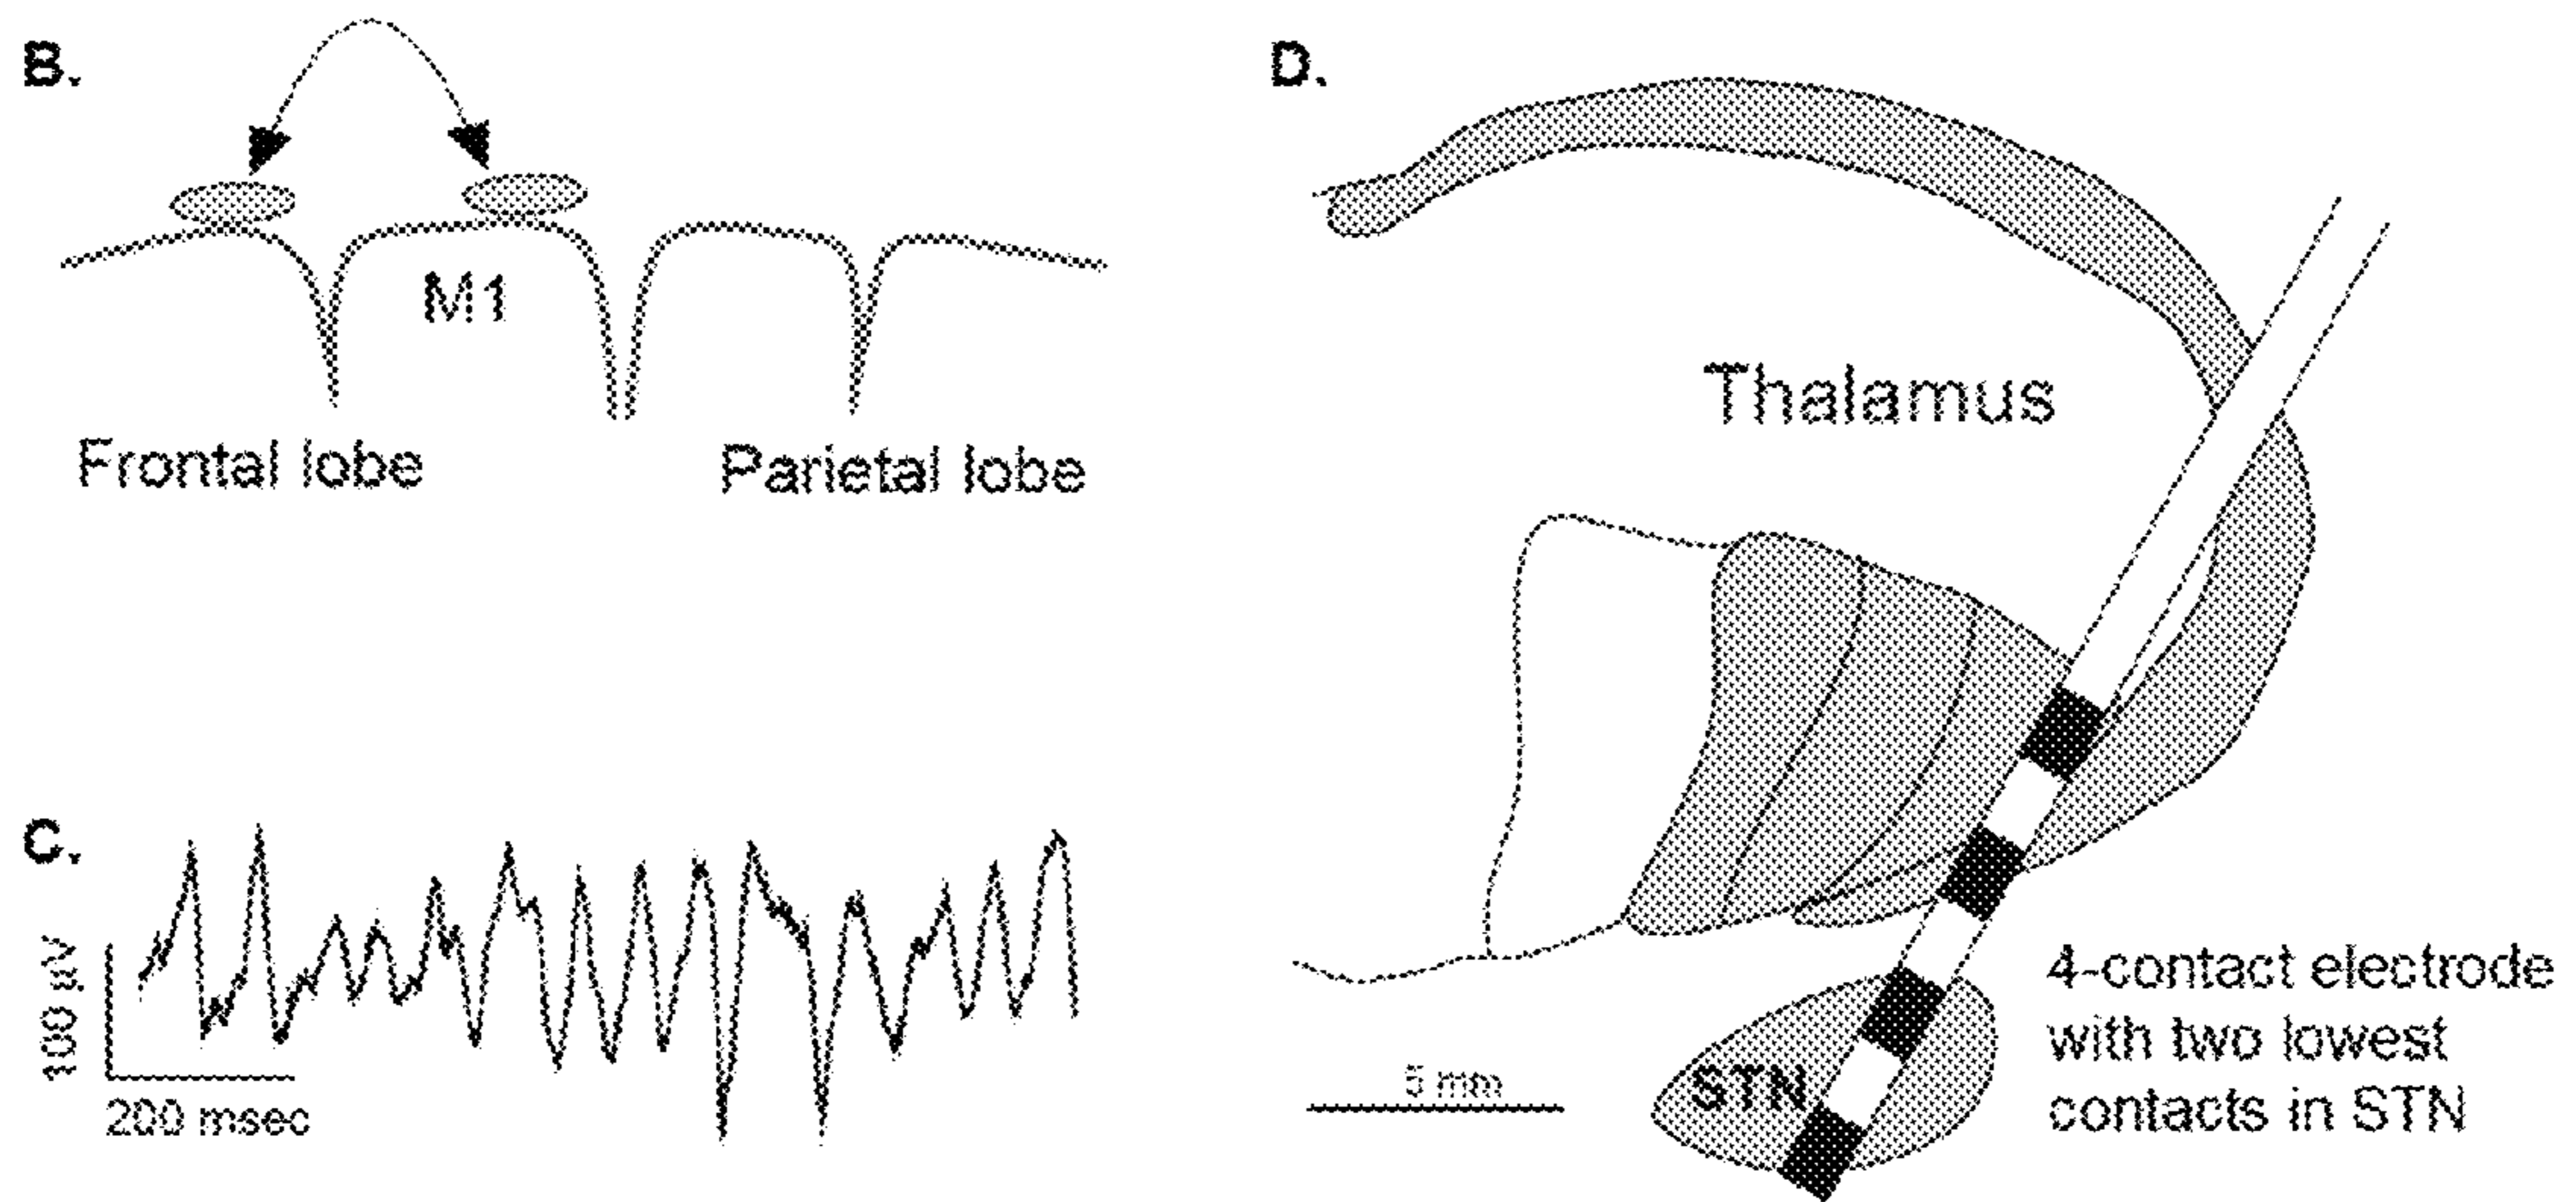 B.
M1
Frontal lobe
Parietal lobe
C.
100 µV
200 msec
D.
Thalamus
STN
5 mm
4-contact electrode
with two lowest
contacts in STN